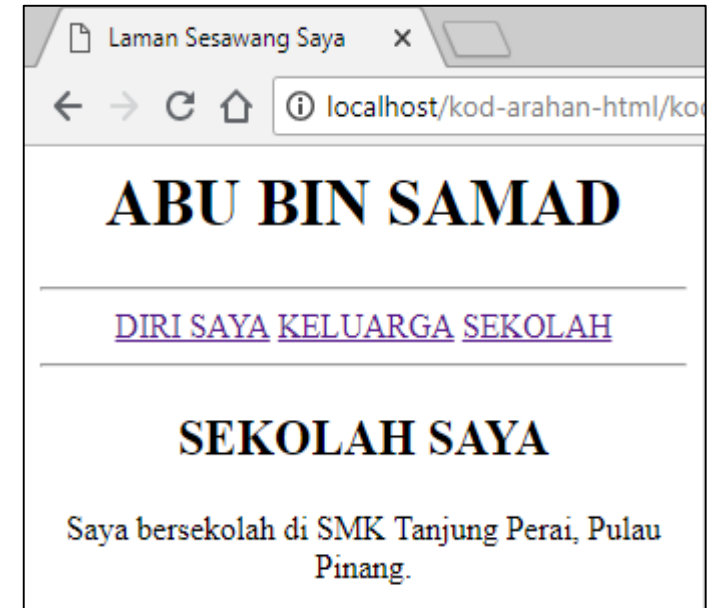 Laman Sesawang Saya
localhost/kod-arahan-html/ko
ABU BIN SAMAD
DIRI SAYA KELUARGA SEKOLAH
SEKOLAH SAYA
Saya bersekolah di SMK Tanjung Perai, Pulau
Pinang.